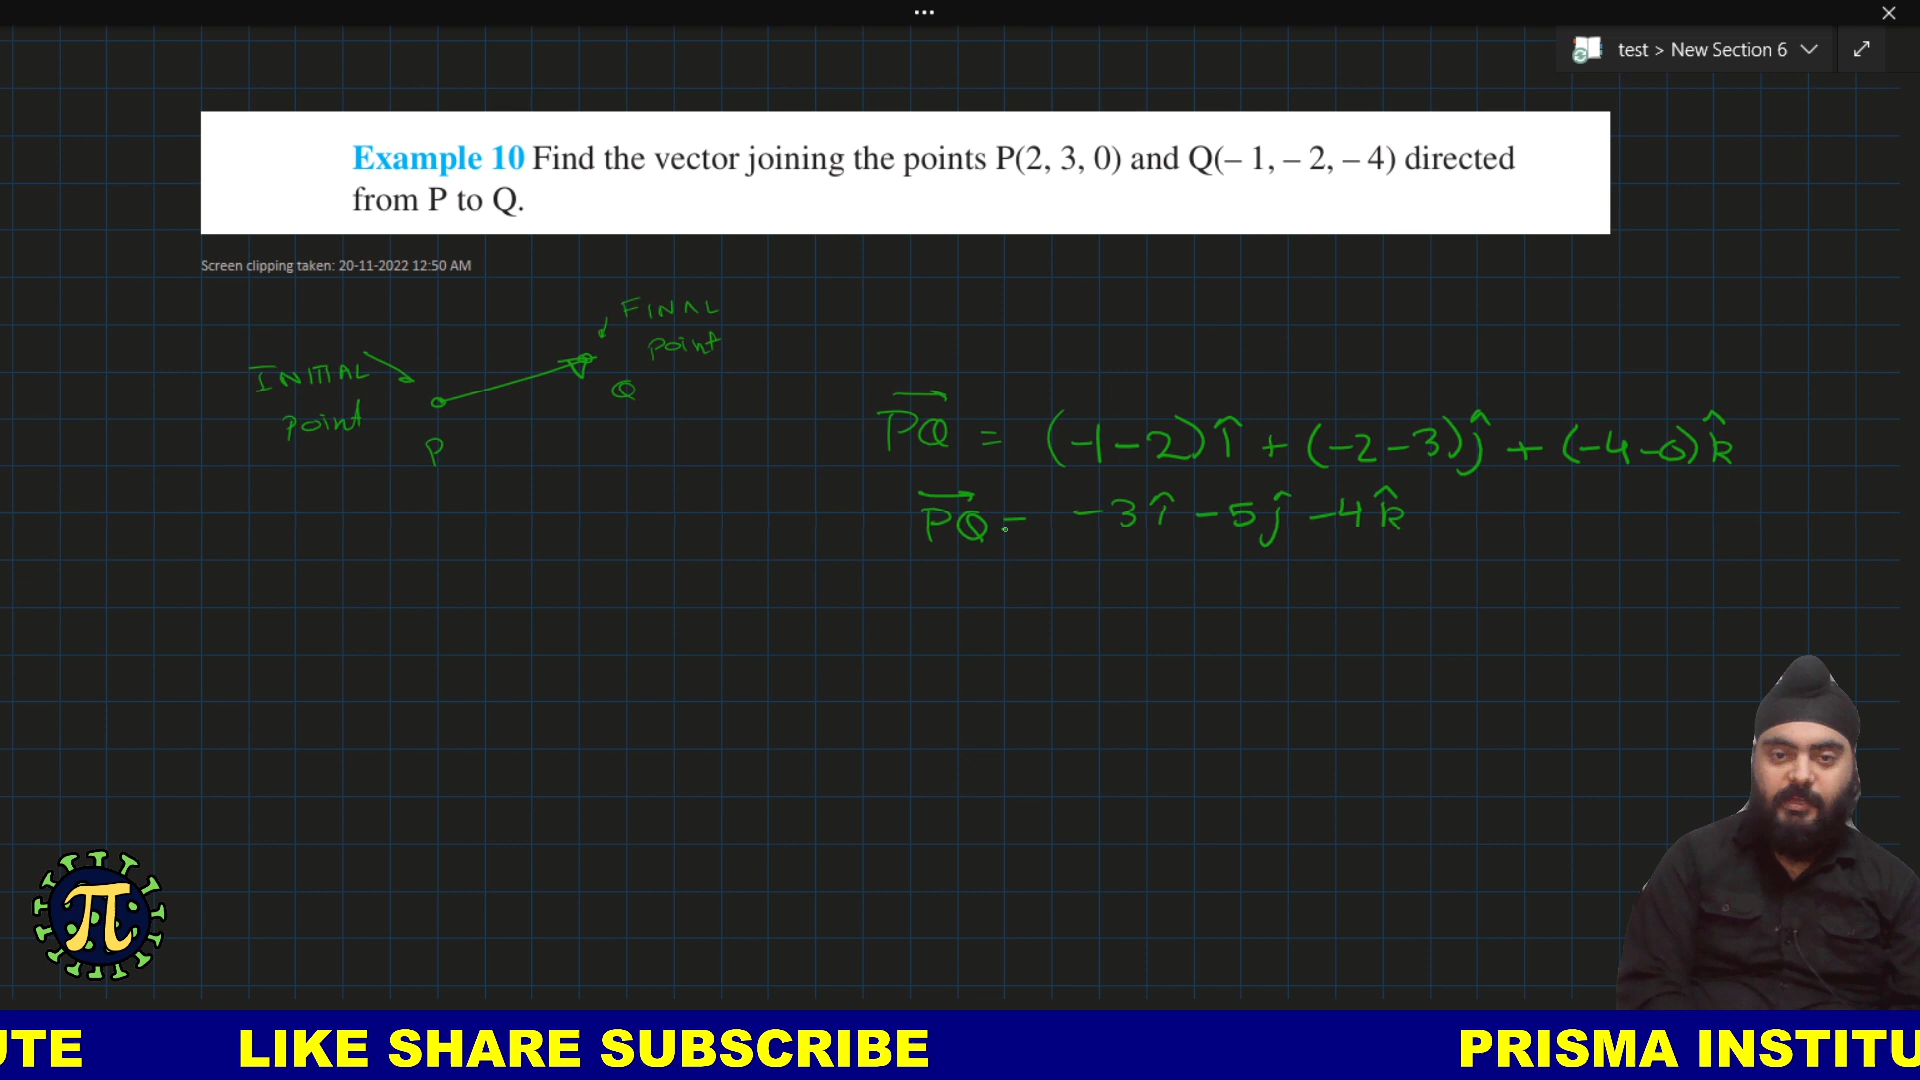 ...
test > New Section 6
Example 10 Find the vector joining the points P(2, 3, 0) and Q(– 1, – 2, – 4) directed
from P to Q.
Screen clipping taken: 20-11-2022 12:50 AM
FINAL
point
INITIAL
point
P
Q
PQ = (-1-2)î + (-2-3)ĵ + (-4-0)k̂
PQ = -3î -5ĵ -4k̂
π
UTE LIKE SHARE SUBSCRIBE PRISMA INSTITU